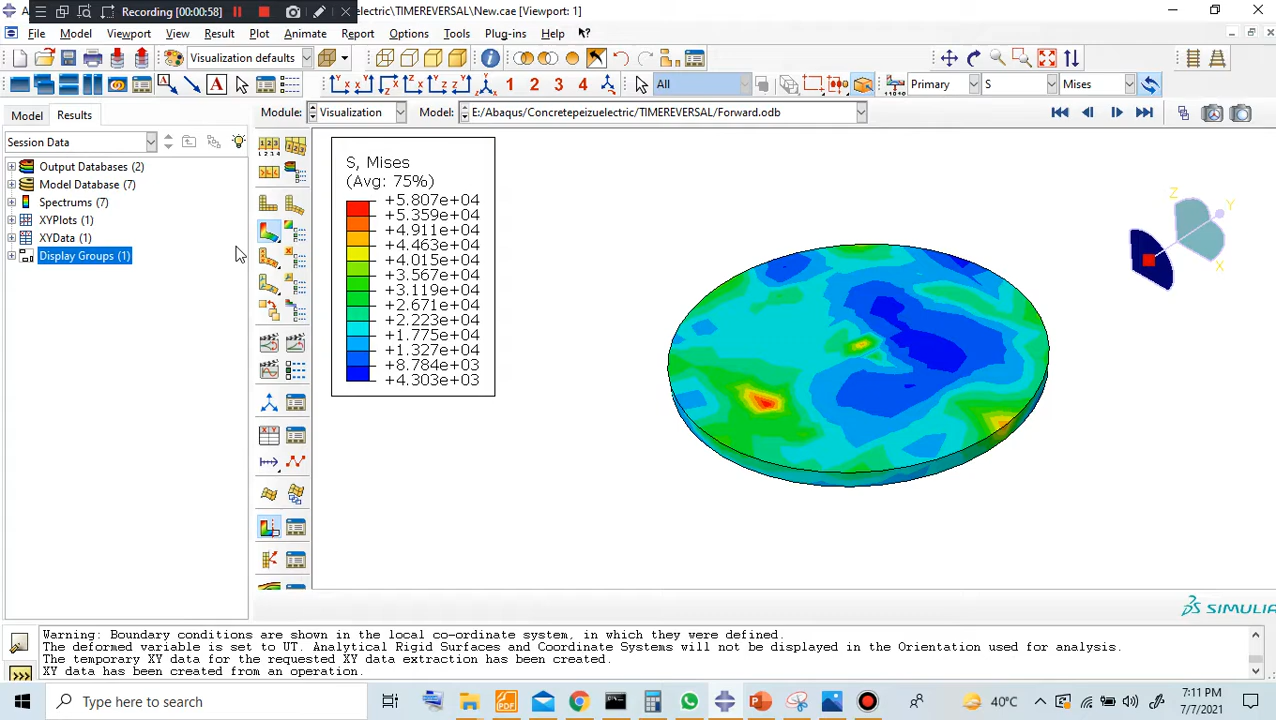 Recording [00:00:58]
electric\TIMEREVERSAL\New.cae [Viewport: 1]
File Model Viewport View Result Plot Animate Report Options Tools Plug-ins Help
Visualization defaults
All
Primary
S
Mises
1 2 3 4
Model Results
Module: Visualization Model: E:/Abaqus/Concretepeizuelectric/TIMEREVERSAL/Forward.odb
Session Data
Output Databases (2)
Model Database (7)
Spectrums (7)
XYPlots (1)
XYData (1)
Display Groups (1)
S, Mises
(Avg: 75%)
+5.807e+04
+5.359e+04
+4.911e+04
+4.463e+04
+4.015e+04
+3.567e+04
+3.119e+04
+2.671e+04
+2.223e+04
+1.775e+04
+1.327e+04
+8.784e+03
+4.303e+03
Z
Y
X
SIMULIA
Warning: Boundary conditions are shown in the local co-ordinate system, in which they were defined.
The deformed variable is set to UT. Analytical Rigid Surfaces and Coordinate Systems will not be displayed in the Orientation used for analysis.
The temporary XY data for the requested XY data extraction has been created.
XY data has been created from an operation.
Type here to search
40°C
7:11 PM
7/7/2021